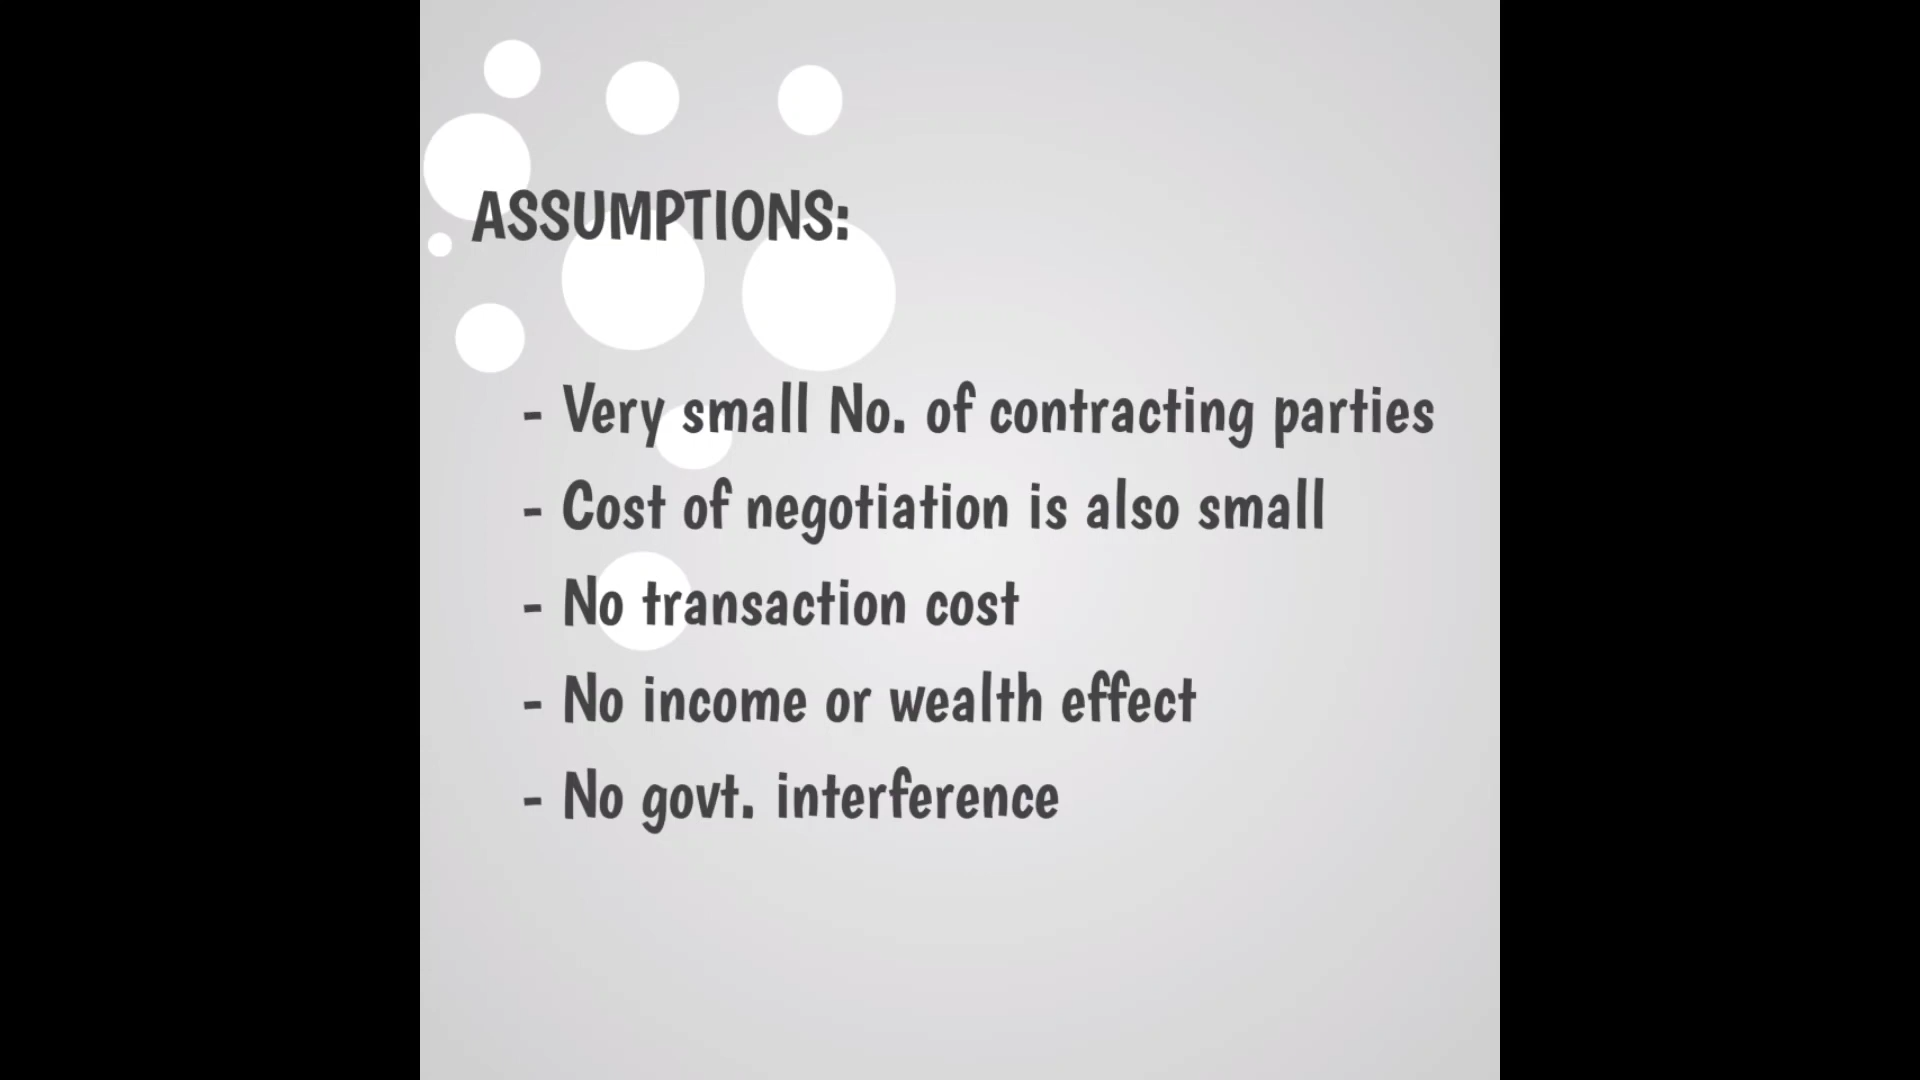 ASSUMPTIONS:
- Very small No. of contracting parties
- Cost of negotiation is also small
- No transaction cost
- No income or wealth effect
- No govt. interference